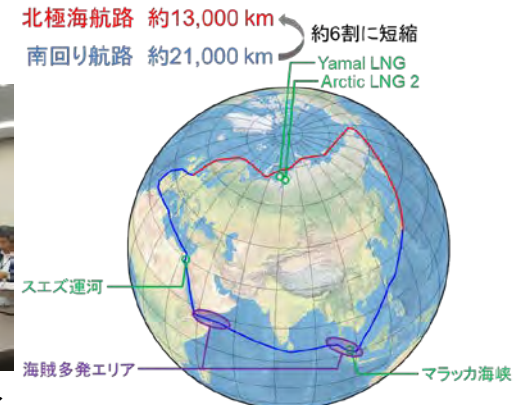 北極海航路 約13,000 km
約6割に短縮
南回り航路 約21,000 km
Yamal LNG
Arctic LNG 2
スエズ運河
海賊多発エリア
マラッカ海峡